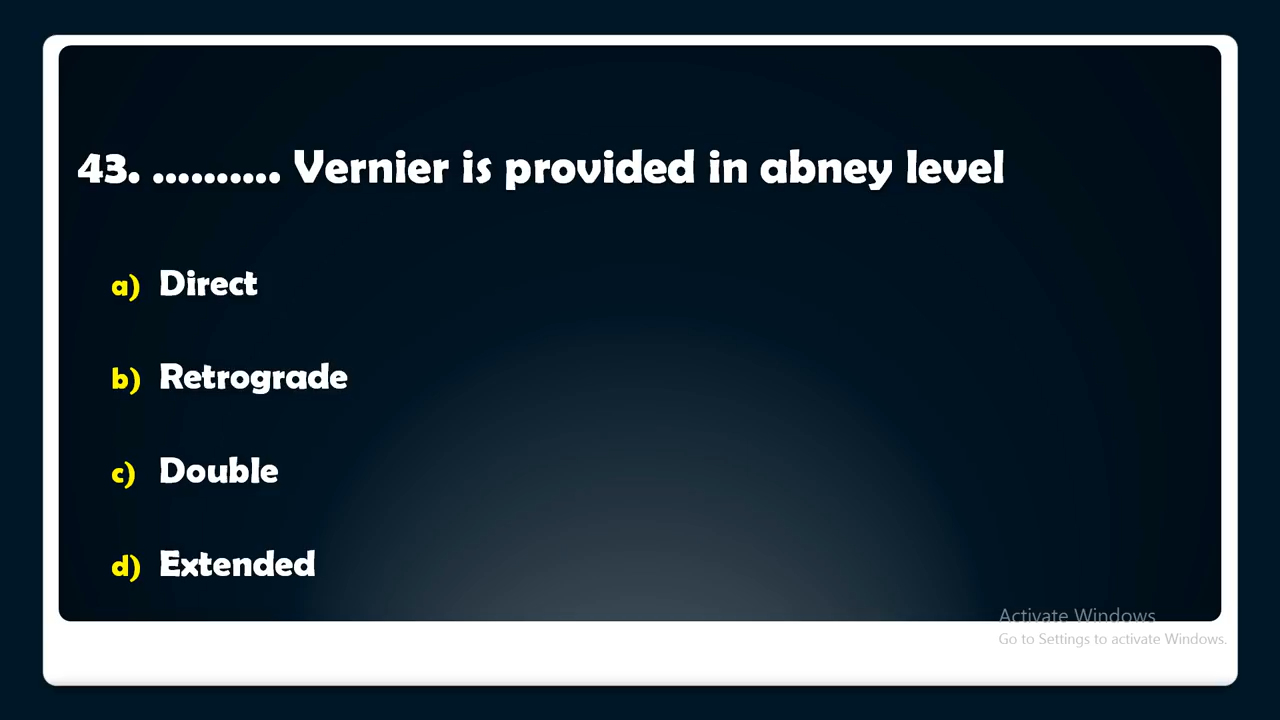 43. .......... Vernier is provided in abney level
a) Direct
b) Retrograde
c) Double
d) Extended
Activate Windows
Go to Settings to activate Windows.